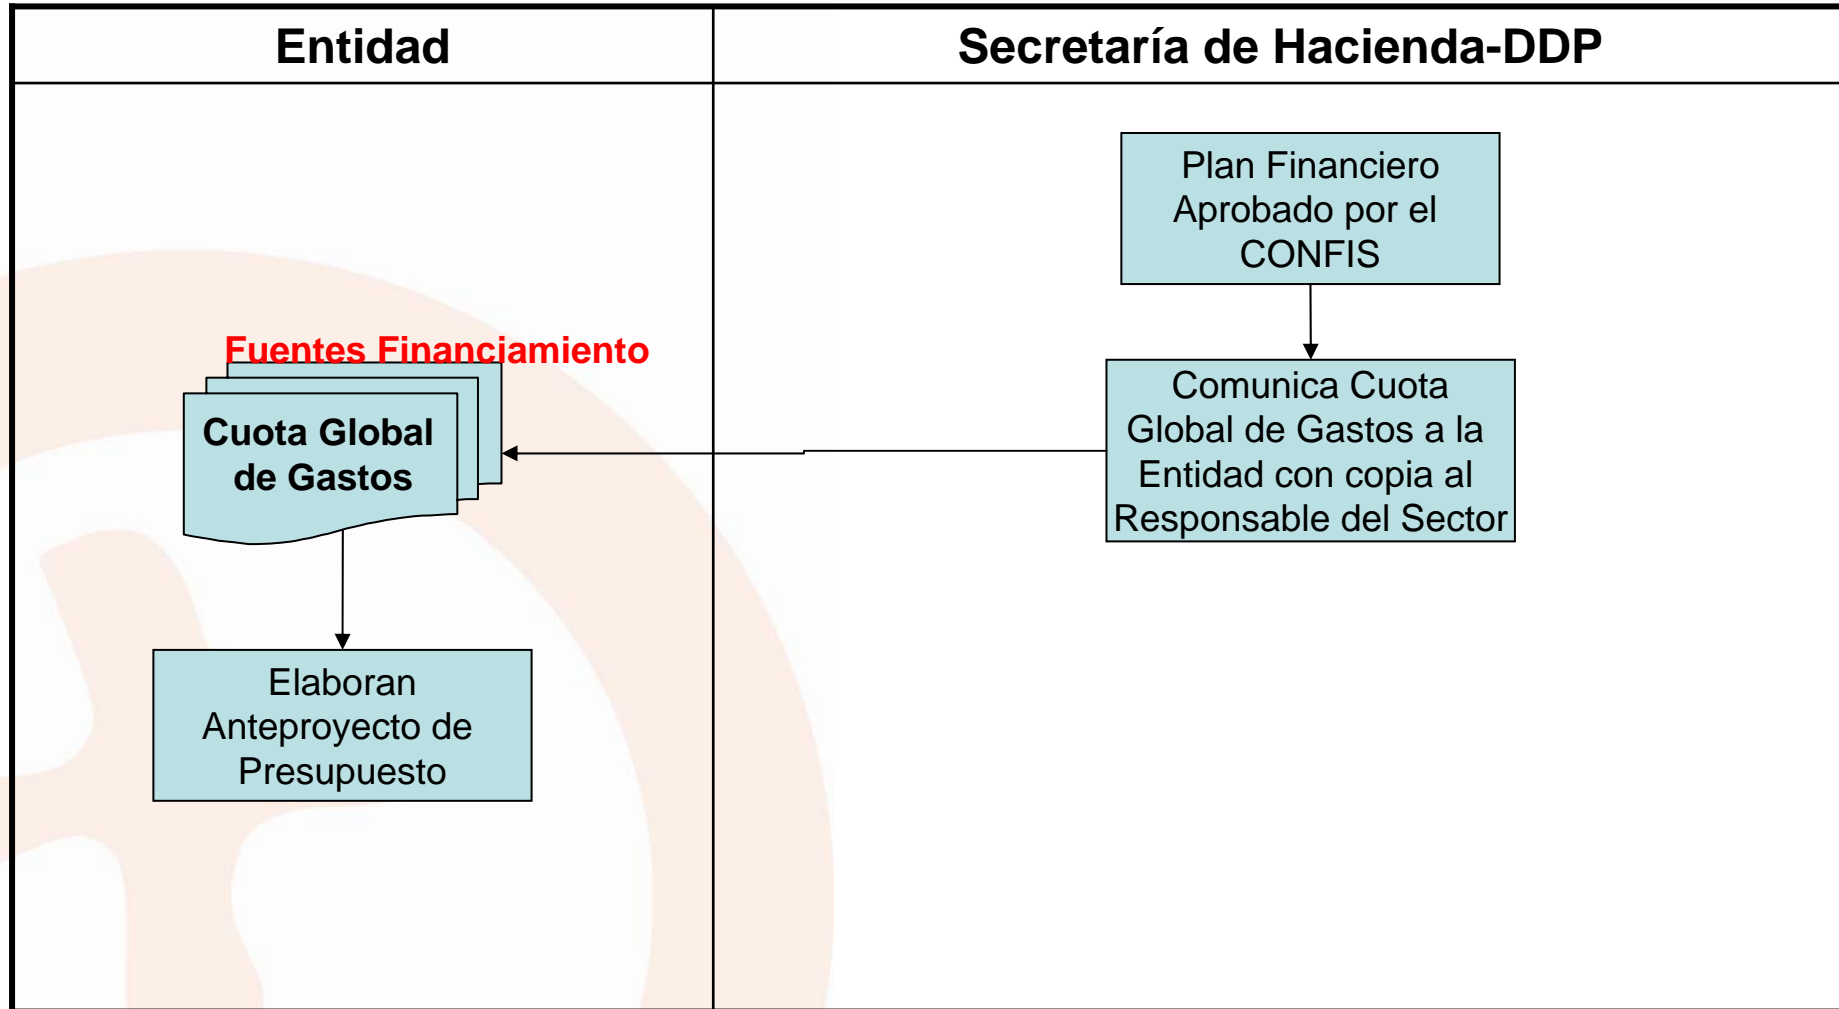 Entidad
Secretaría de Hacienda-DDP
Plan Financiero
Aprobado por el
CONFIS
Comunica Cuota
Global de Gastos a la
Entidad con copia al
Responsable del Sector
Fuentes Financiamiento
Cuota Global
de Gastos
Elaboran
Anteproyecto de
Presupuesto